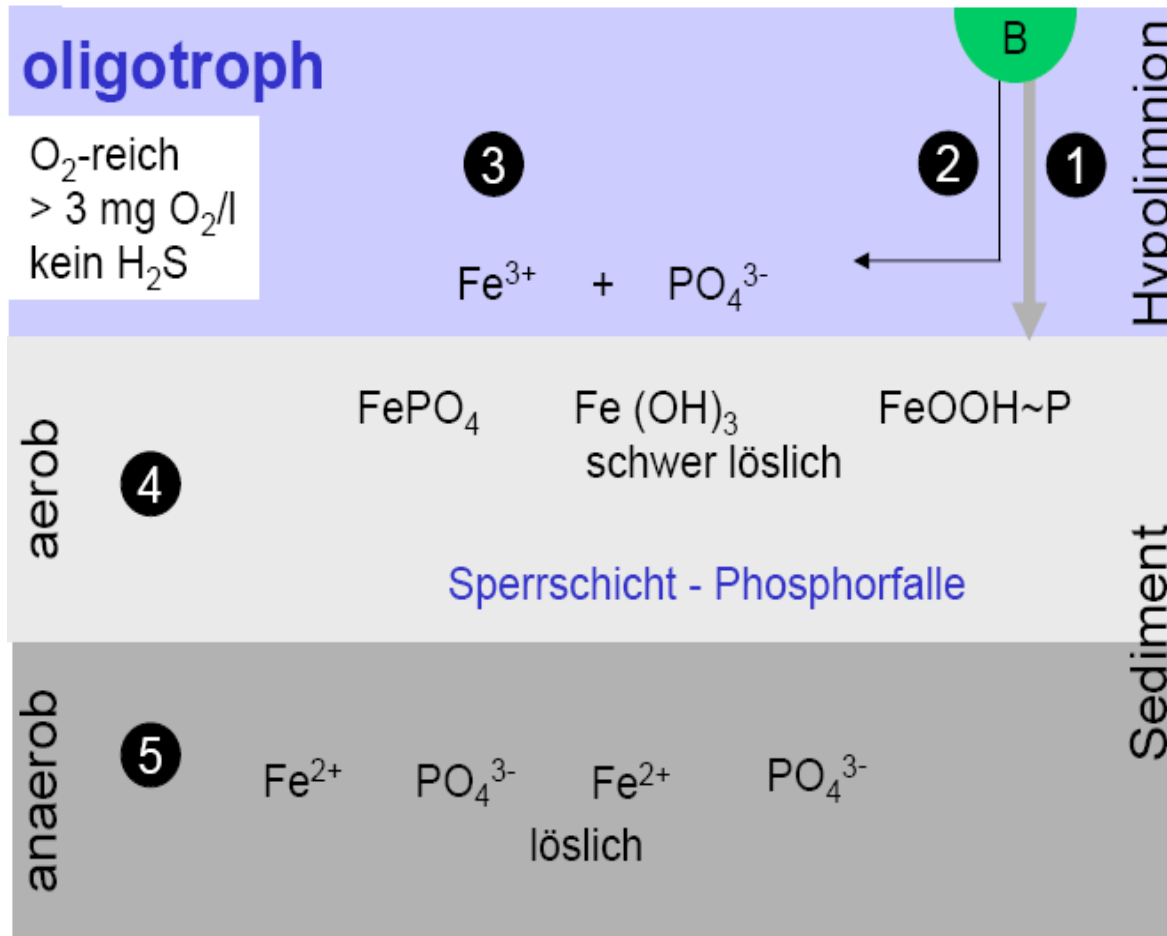 B
oligotroph
Hypolimnion
O₂-reich
> 3 mg O₂/l
kein H₂S
3
2
1
Fe³⁺ + PO₄³⁻
aerob
4
FePO₄ Fe (OH)₃ FeOOH~P
schwer löslich
Sperrschicht - Phosphorfalle
Sediment
anaerob
5
Fe²⁺ PO₄³⁻ Fe²⁺ PO₄³⁻
löslich